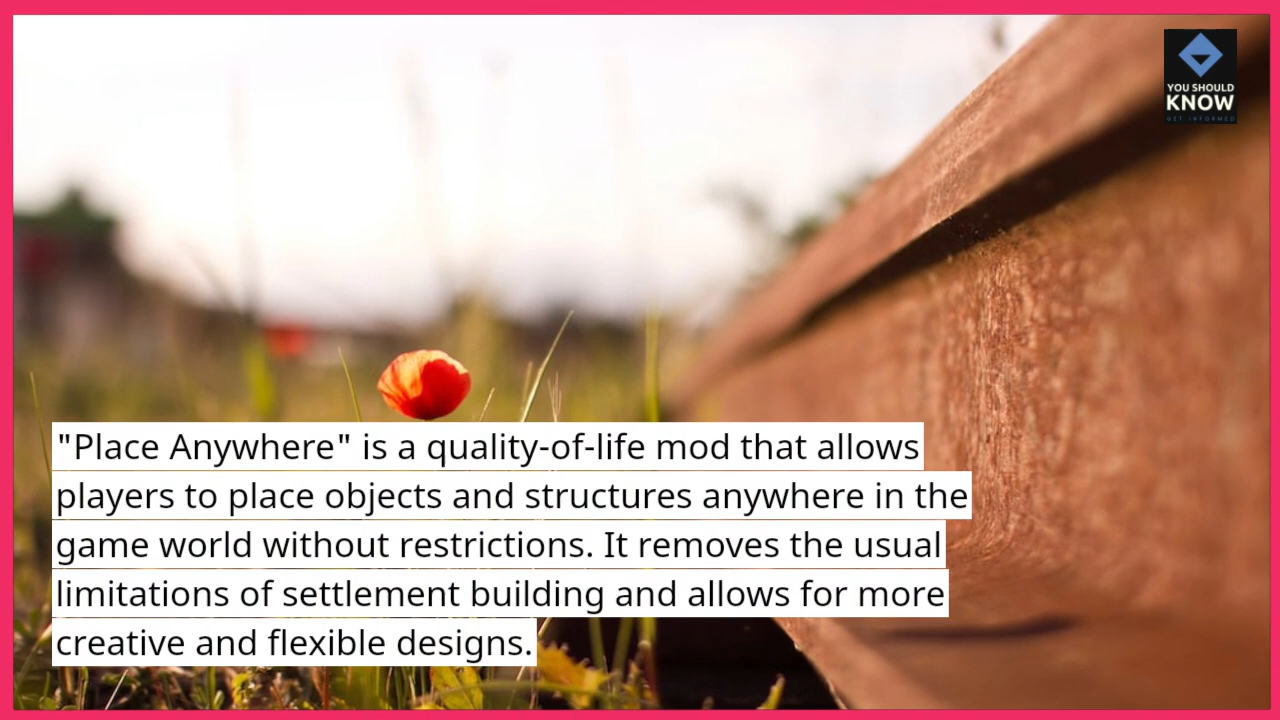 YOU SHOULD
KNOW
GET INFORMED
"Place Anywhere" is a quality-of-life mod that allows
players to place objects and structures anywhere in the
game world without restrictions. It removes the usual
limitations of settlement building and allows for more
creative and flexible designs.